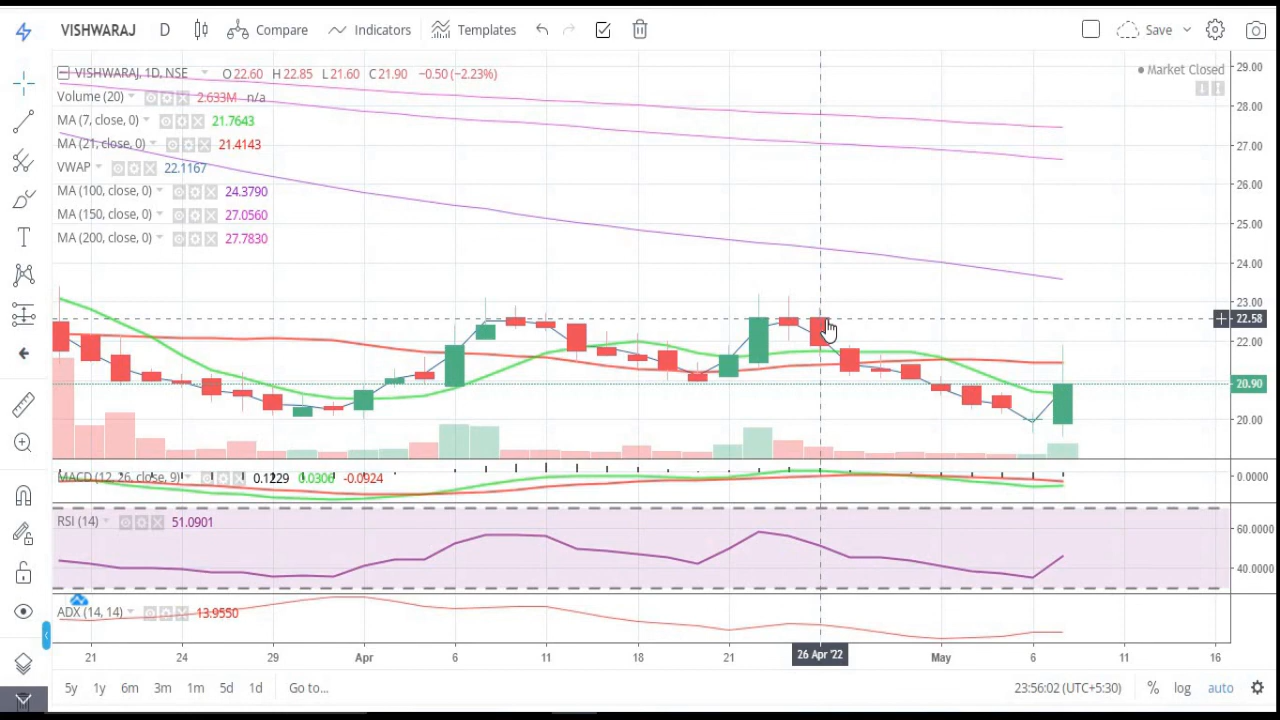 VISHWARAJ D Compare Indicators Templates Save
VISHWARAJ, 1D, NSE O22.60 H22.85 L21.60 C21.90 −0.50 (−2.23%) Market Closed
Volume (20) 2.633M n/a
MA (7, close, 0) 21.7643
MA (21, close, 0) 21.4143
VWAP 22.1167
MA (100, close, 0) 24.3790
MA (150, close, 0) 27.0560
MA (200, close, 0) 27.7830
29.00
28.00
27.00
26.00
25.00
24.00
23.00
22.58
22.00
20.90
20.00
MACD (12, 26, close, 9) 0.1229 0.0306 -0.0924 0.0000
RSI (14) 51.0901
60.0000
40.0000
ADX (14, 14) 13.9550
21 24 29 Apr 6 11 18 21 26 Apr '22 May 6 11 16
5y 1y 6m 3m 1m 5d 1d Go to... 23:56:02 (UTC+5:30) % log auto